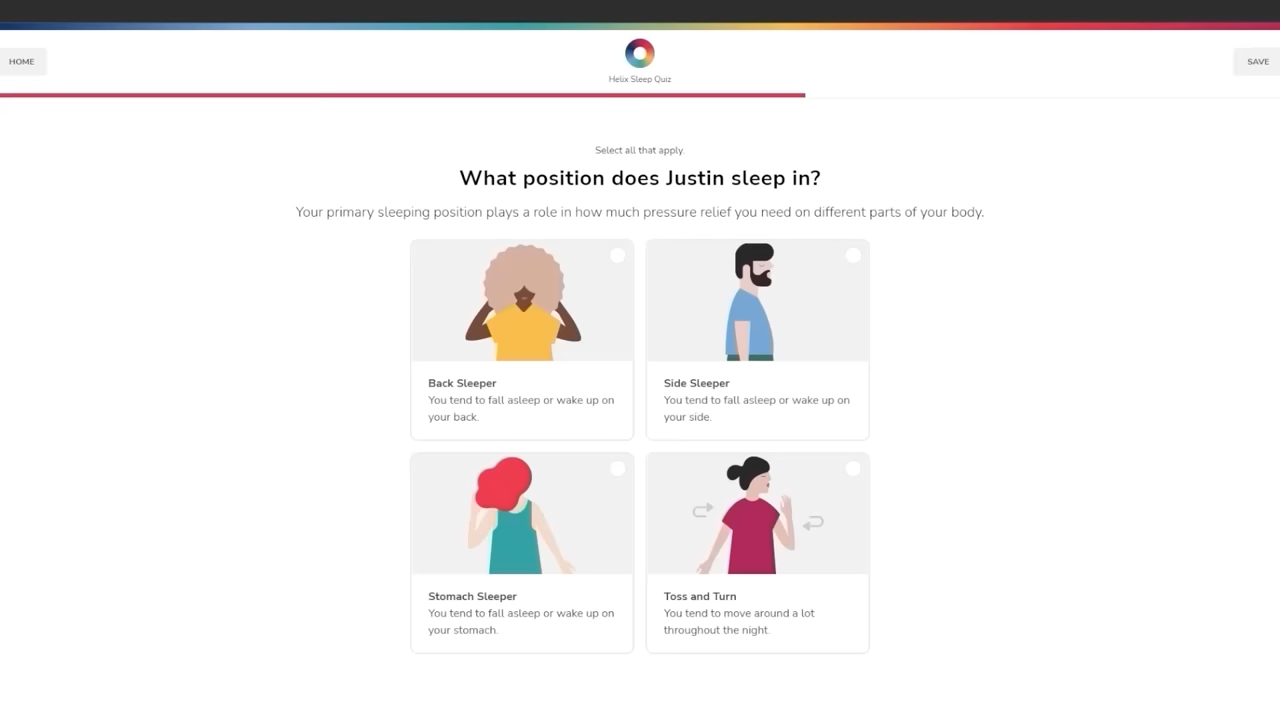 HOME
Helix Sleep Quiz
SAVE
Select all that apply.
What position does Justin sleep in?
Your primary sleeping position plays a role in how much pressure relief you need on different parts of your body.
Back Sleeper
You tend to fall asleep or wake up on
your back.
Side Sleeper
You tend to fall asleep or wake up on
your side.
Stomach Sleeper
You tend to fall asleep or wake up on
your stomach.
Toss and Turn
You tend to move around a lot
throughout the night.